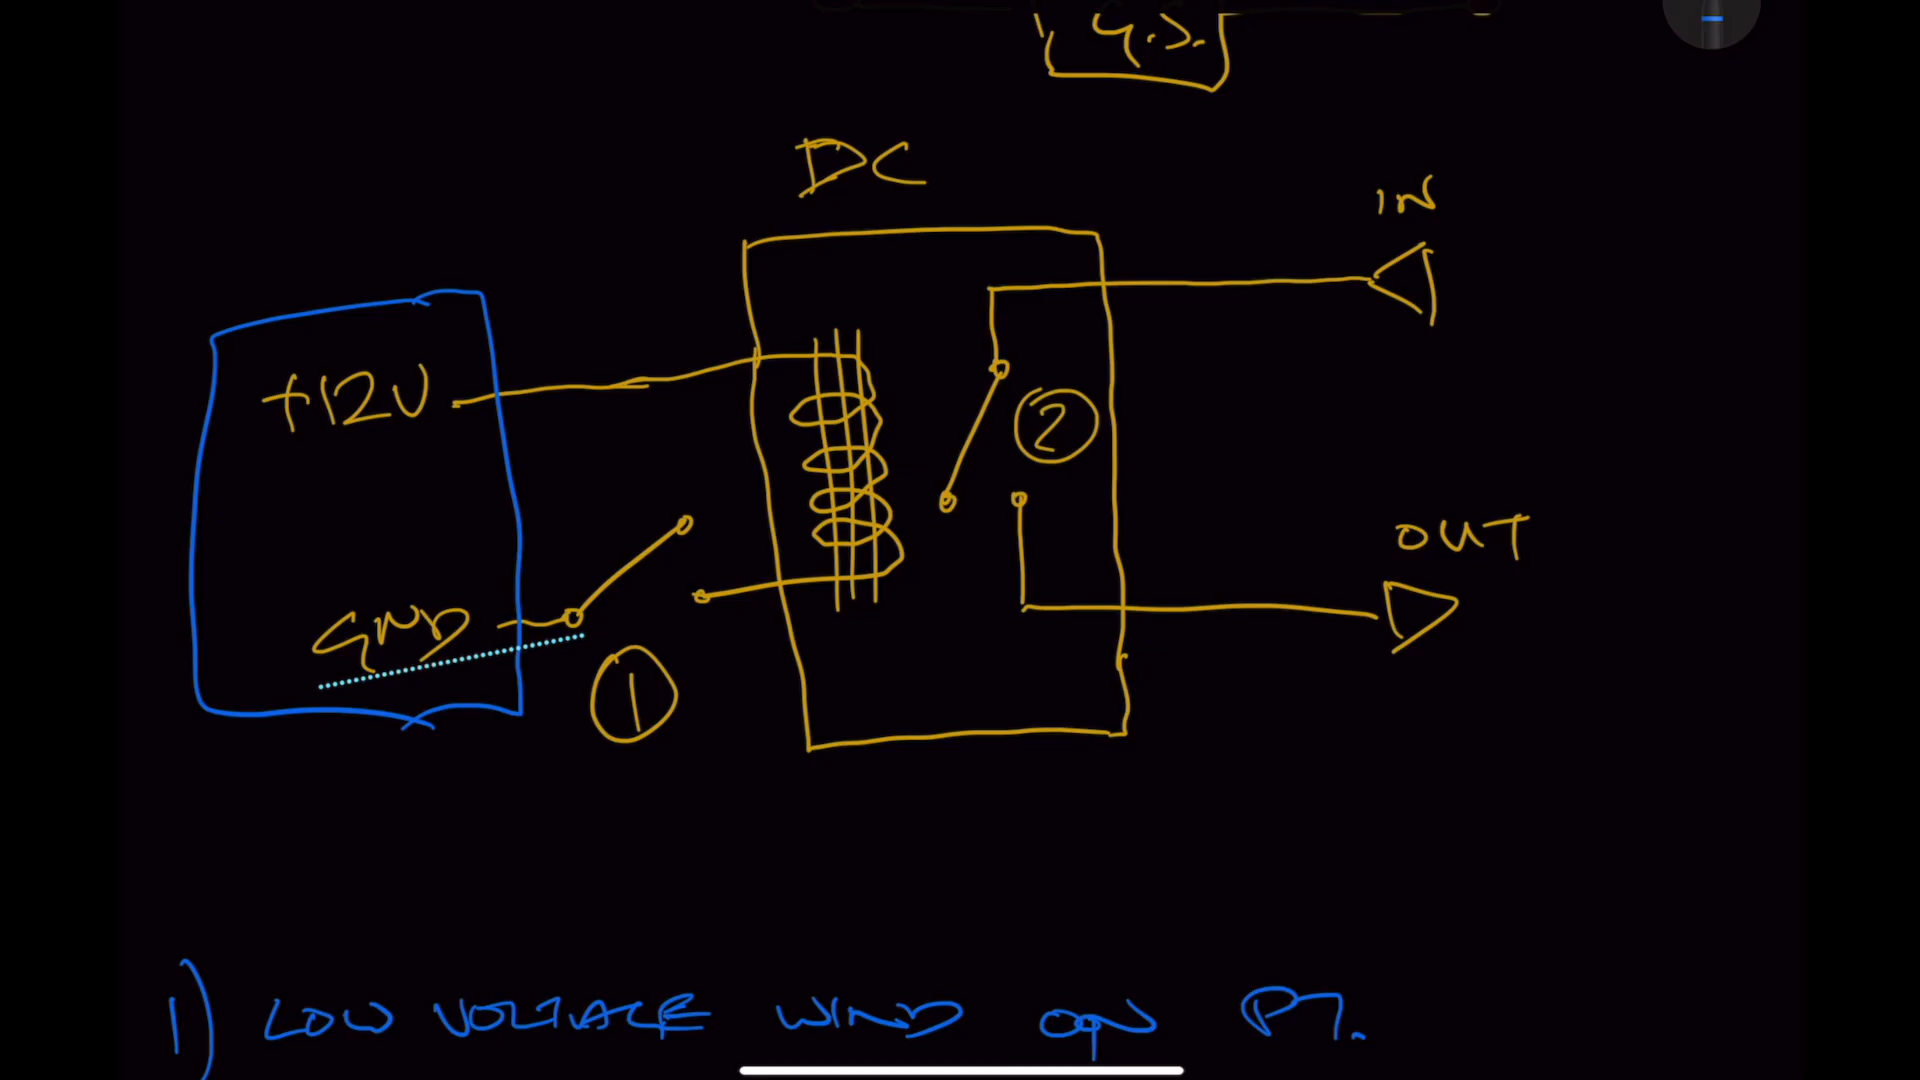 G.S.
DC
IN
+12V
2
OUT
GND
1
1) LOW VOLTAGE WIND ON PT.